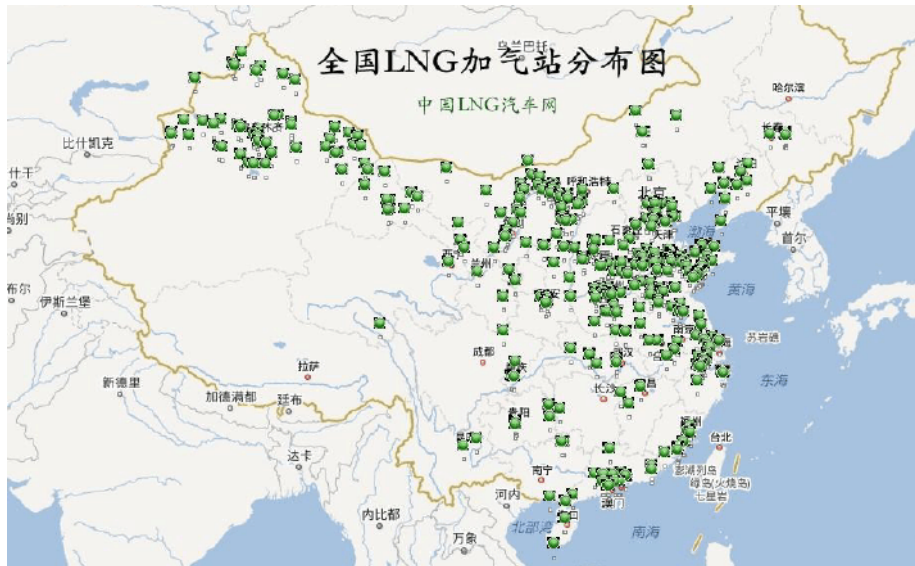 全国LNG加气站分布图
乌兰巴托
中国LNG汽车网
哈尔滨
长春
比什凯克
呼和浩特
北京
平壤
石家庄
天津
渤海
首尔
西宁
兰州
伊斯兰堡
黄海
南京
苏岩礁
成都
武汉
拉萨
新德里
长沙
东海
加德满都
廷布
贵阳
福州
台北
达卡
澎湖列岛
南宁
嶂岛(火烧岛)
七星岩
河内
澳门
内比都
北部湾
南海
万象